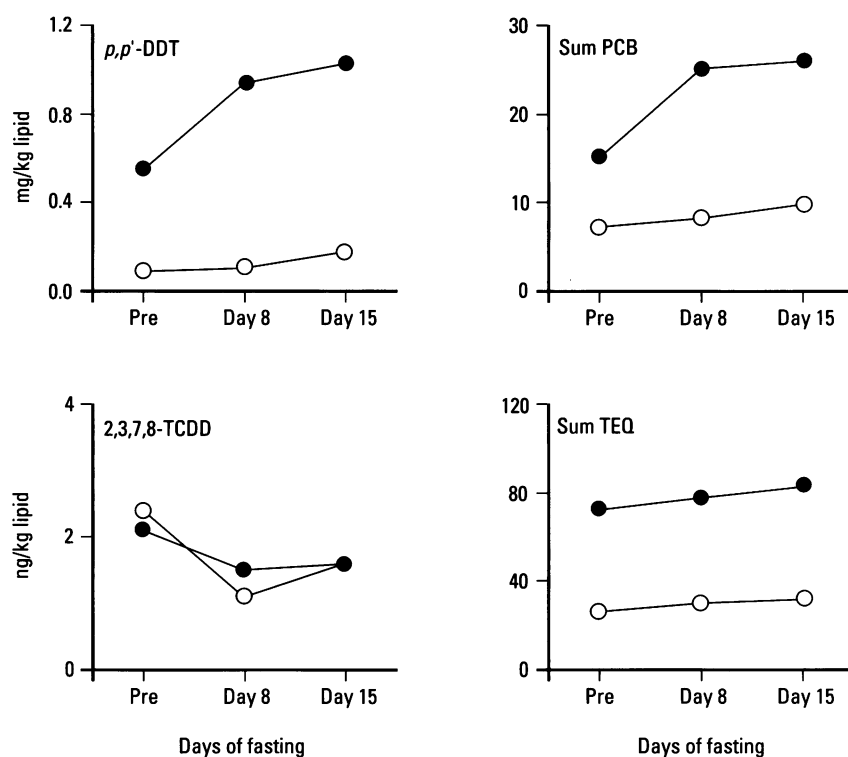 p,p'-DDT
1.2
0.8
0.4
0.0
mg/kg lipid
Pre Day 8 Day 15
Sum PCB
30
20
10
0
Pre Day 8 Day 15
2,3,7,8-TCDD
4
2
0
ng/kg lipid
Pre Day 8 Day 15
Days of fasting
Sum TEQ
120
80
40
0
Pre Day 8 Day 15
Days of fasting